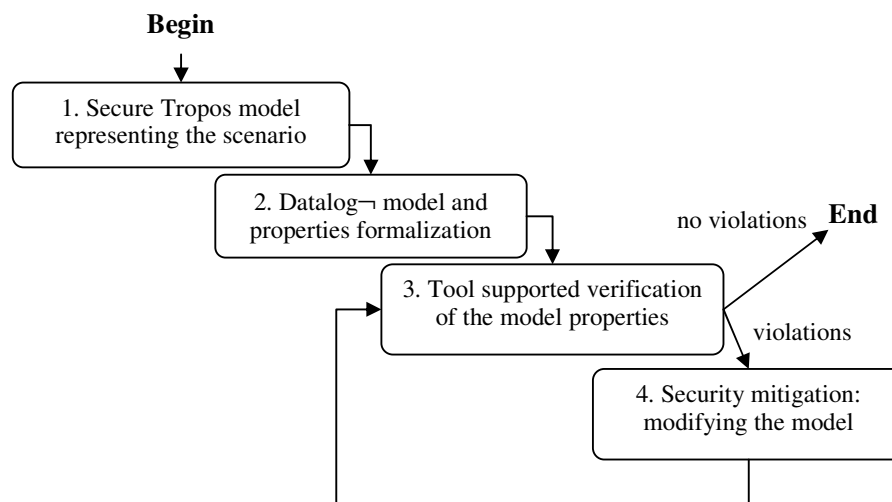 Begin
1. Secure Tropos model
representing the scenario
2. Datalog¬ model and
properties formalization
no violations
End
3. Tool supported verification
of the model properties
violations
4. Security mitigation:
modifying the model